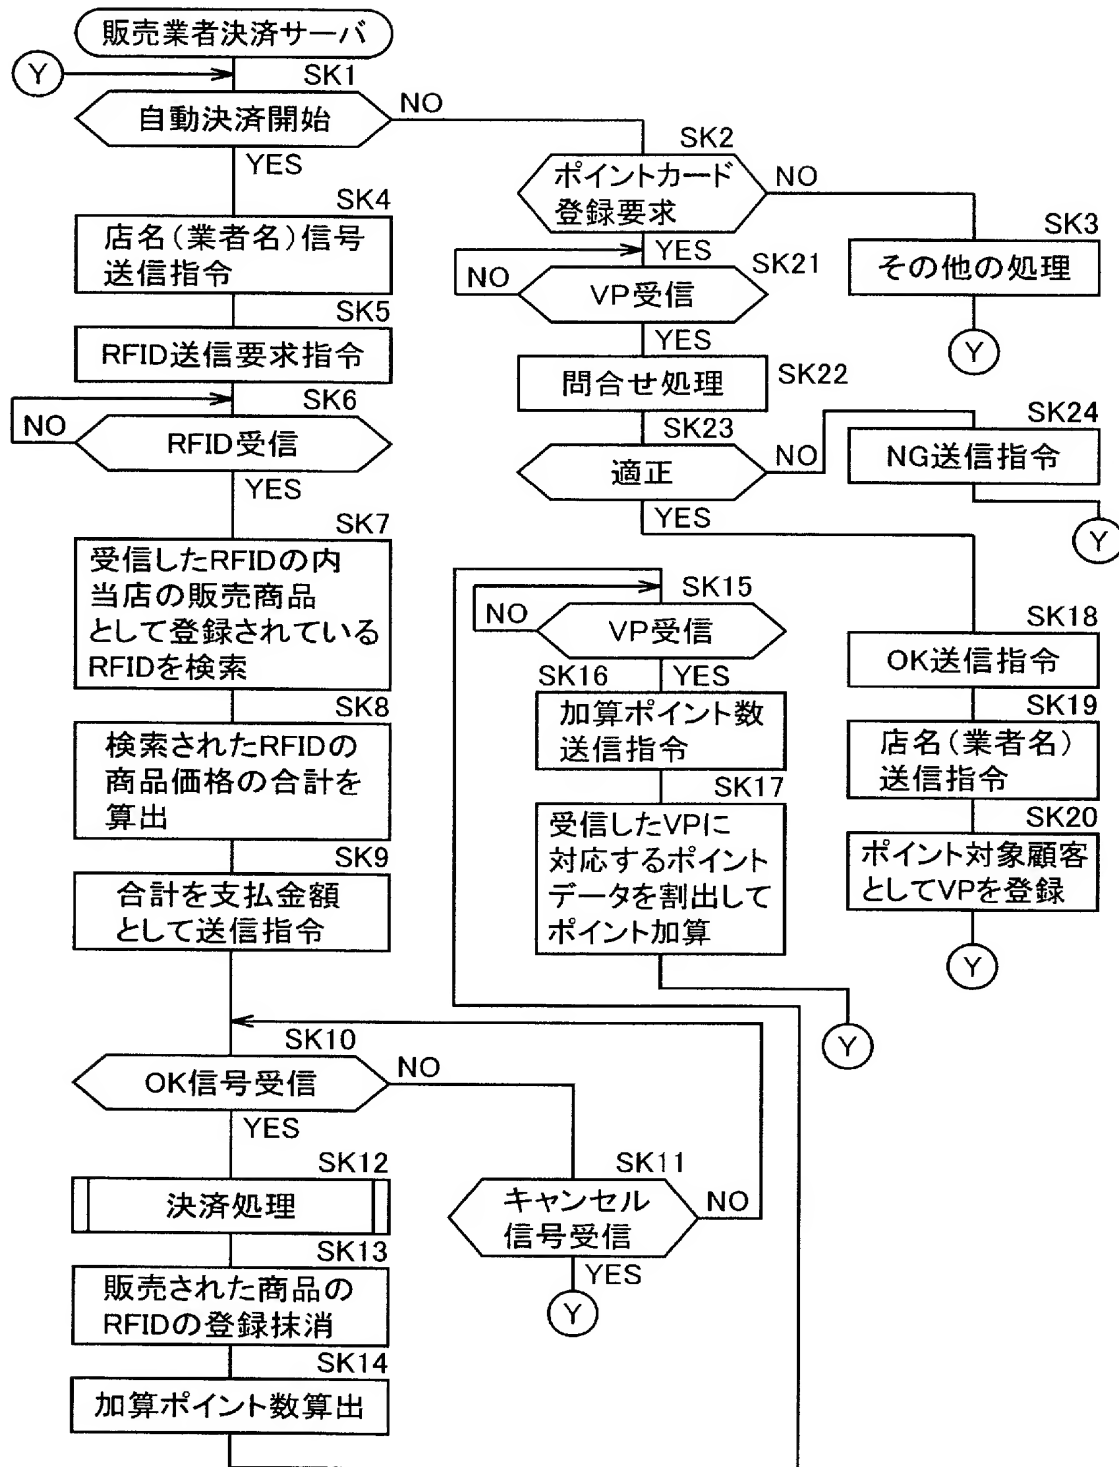 販売業者決済サーバ
Y
SK1
自動決済開始
NO
YES
SK2
ポイントカード
登録要求
NO
YES
SK3
その他の処理
Y
SK4
店名(業者名)信号
送信指令
SK5
RFID送信要求指令
SK6
NO
RFID受信
YES
SK21
NO
VP受信
YES
問合せ処理
SK22
SK23
適正
NO
YES
SK24
NG送信指令
Y
SK7
受信したRFIDの内
当店の販売商品
として登録されている
RFIDを検索
SK8
検索されたRFIDの
商品価格の合計を
算出
SK9
合計を支払金額
として送信指令
SK15
NO
VP受信
YES
SK16
加算ポイント数
送信指令
SK17
受信したVPに
対応するポイント
データを割出して
ポイント加算
Y
SK18
OK送信指令
SK19
店名(業者名)
送信指令
SK20
ポイント対象顧客
としてVPを登録
Y
SK10
OK信号受信
NO
YES
SK11
キャンセル
信号受信
NO
YES
Y
SK12
決済処理
SK13
販売された商品の
RFIDの登録抹消
SK14
加算ポイント数算出